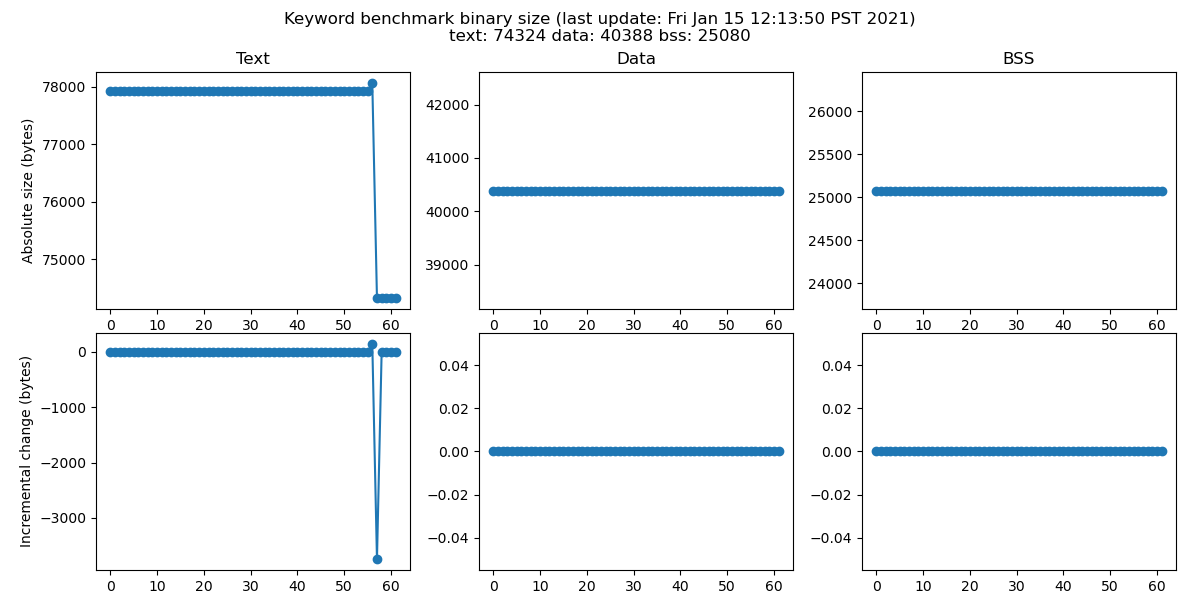 Keyword benchmark binary size (last update: Fri Jan 15 12:13:50 PST 2021)
text: 74324 data: 40388 bss: 25080
Text
Data
BSS
Absolute size (bytes)
78000
77000
76000
75000
0 10 20 30 40 50 60
42000
41000
40000
39000
0 10 20 30 40 50 60
26000
25500
25000
24500
24000
0 10 20 30 40 50 60
Incremental change (bytes)
0
−1000
−2000
−3000
0 10 20 30 40 50 60
0.04
0.02
0.00
−0.02
−0.04
0 10 20 30 40 50 60
0.04
0.02
0.00
−0.02
−0.04
0 10 20 30 40 50 60